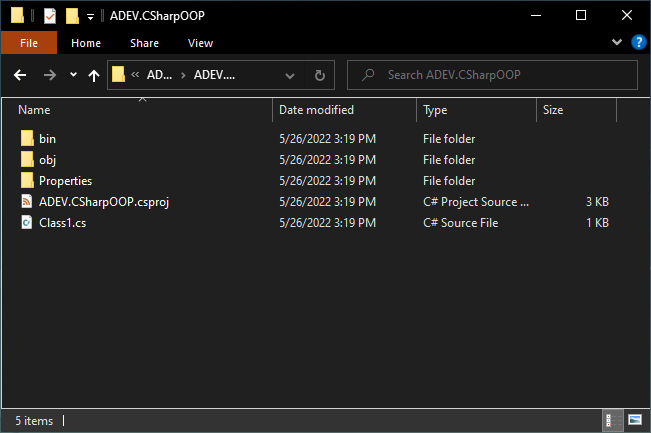 ADEV.CSharpOOP
File Home Share View
AD... ADEV.... Search ADEV.CSharpOOP
Name Date modified Type Size
bin 5/26/2022 3:19 PM File folder
obj 5/26/2022 3:19 PM File folder
Properties 5/26/2022 3:19 PM File folder
ADEV.CSharpOOP.csproj 5/26/2022 3:19 PM C# Project Source ... 3 KB
Class1.cs 5/26/2022 3:19 PM C# Source File 1 KB
5 items